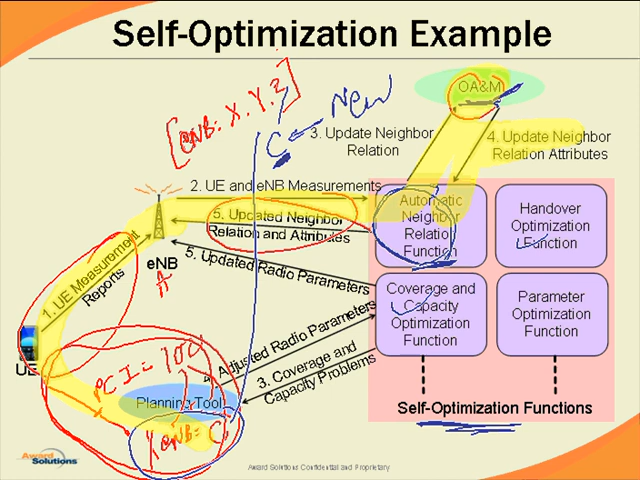 Self-Optimization Example
OA&M
[eNB: X.Y.Z]
C ← New
3. Update Neighbor
Relation
4. Update Neighbor
Relation Attributes
2. UE and eNB Measurements
Automatic
Neighbor
Relation
Function
Handover
Optimization
Function
5. Updated Neighbor
Relation and Attributes
1. UE Measurement
Reports
eNB
A
5. Updated Radio Parameters
Coverage and
Capacity
Optimization
Function
Parameter
Optimization
Function
UE
PCI = 100
4. Adjusted Radio Parameters
3. Coverage and
Capacity Problems
Planning Tool
eNB = C
Self-Optimization Functions
Award
Solutions
Award Solutions Confidential and Proprietary